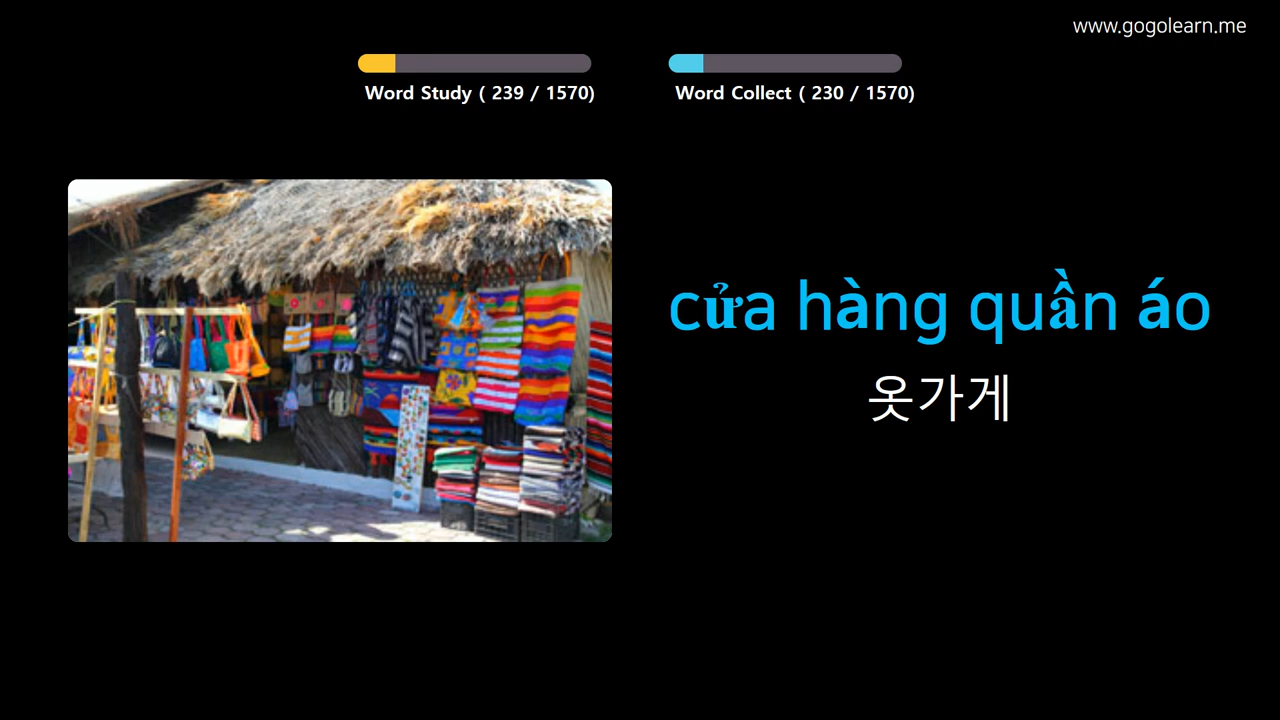 www.gogolearn.me
Word Study ( 239 / 1570)
Word Collect ( 230 / 1570)
cửa hàng quần áo
옷가게